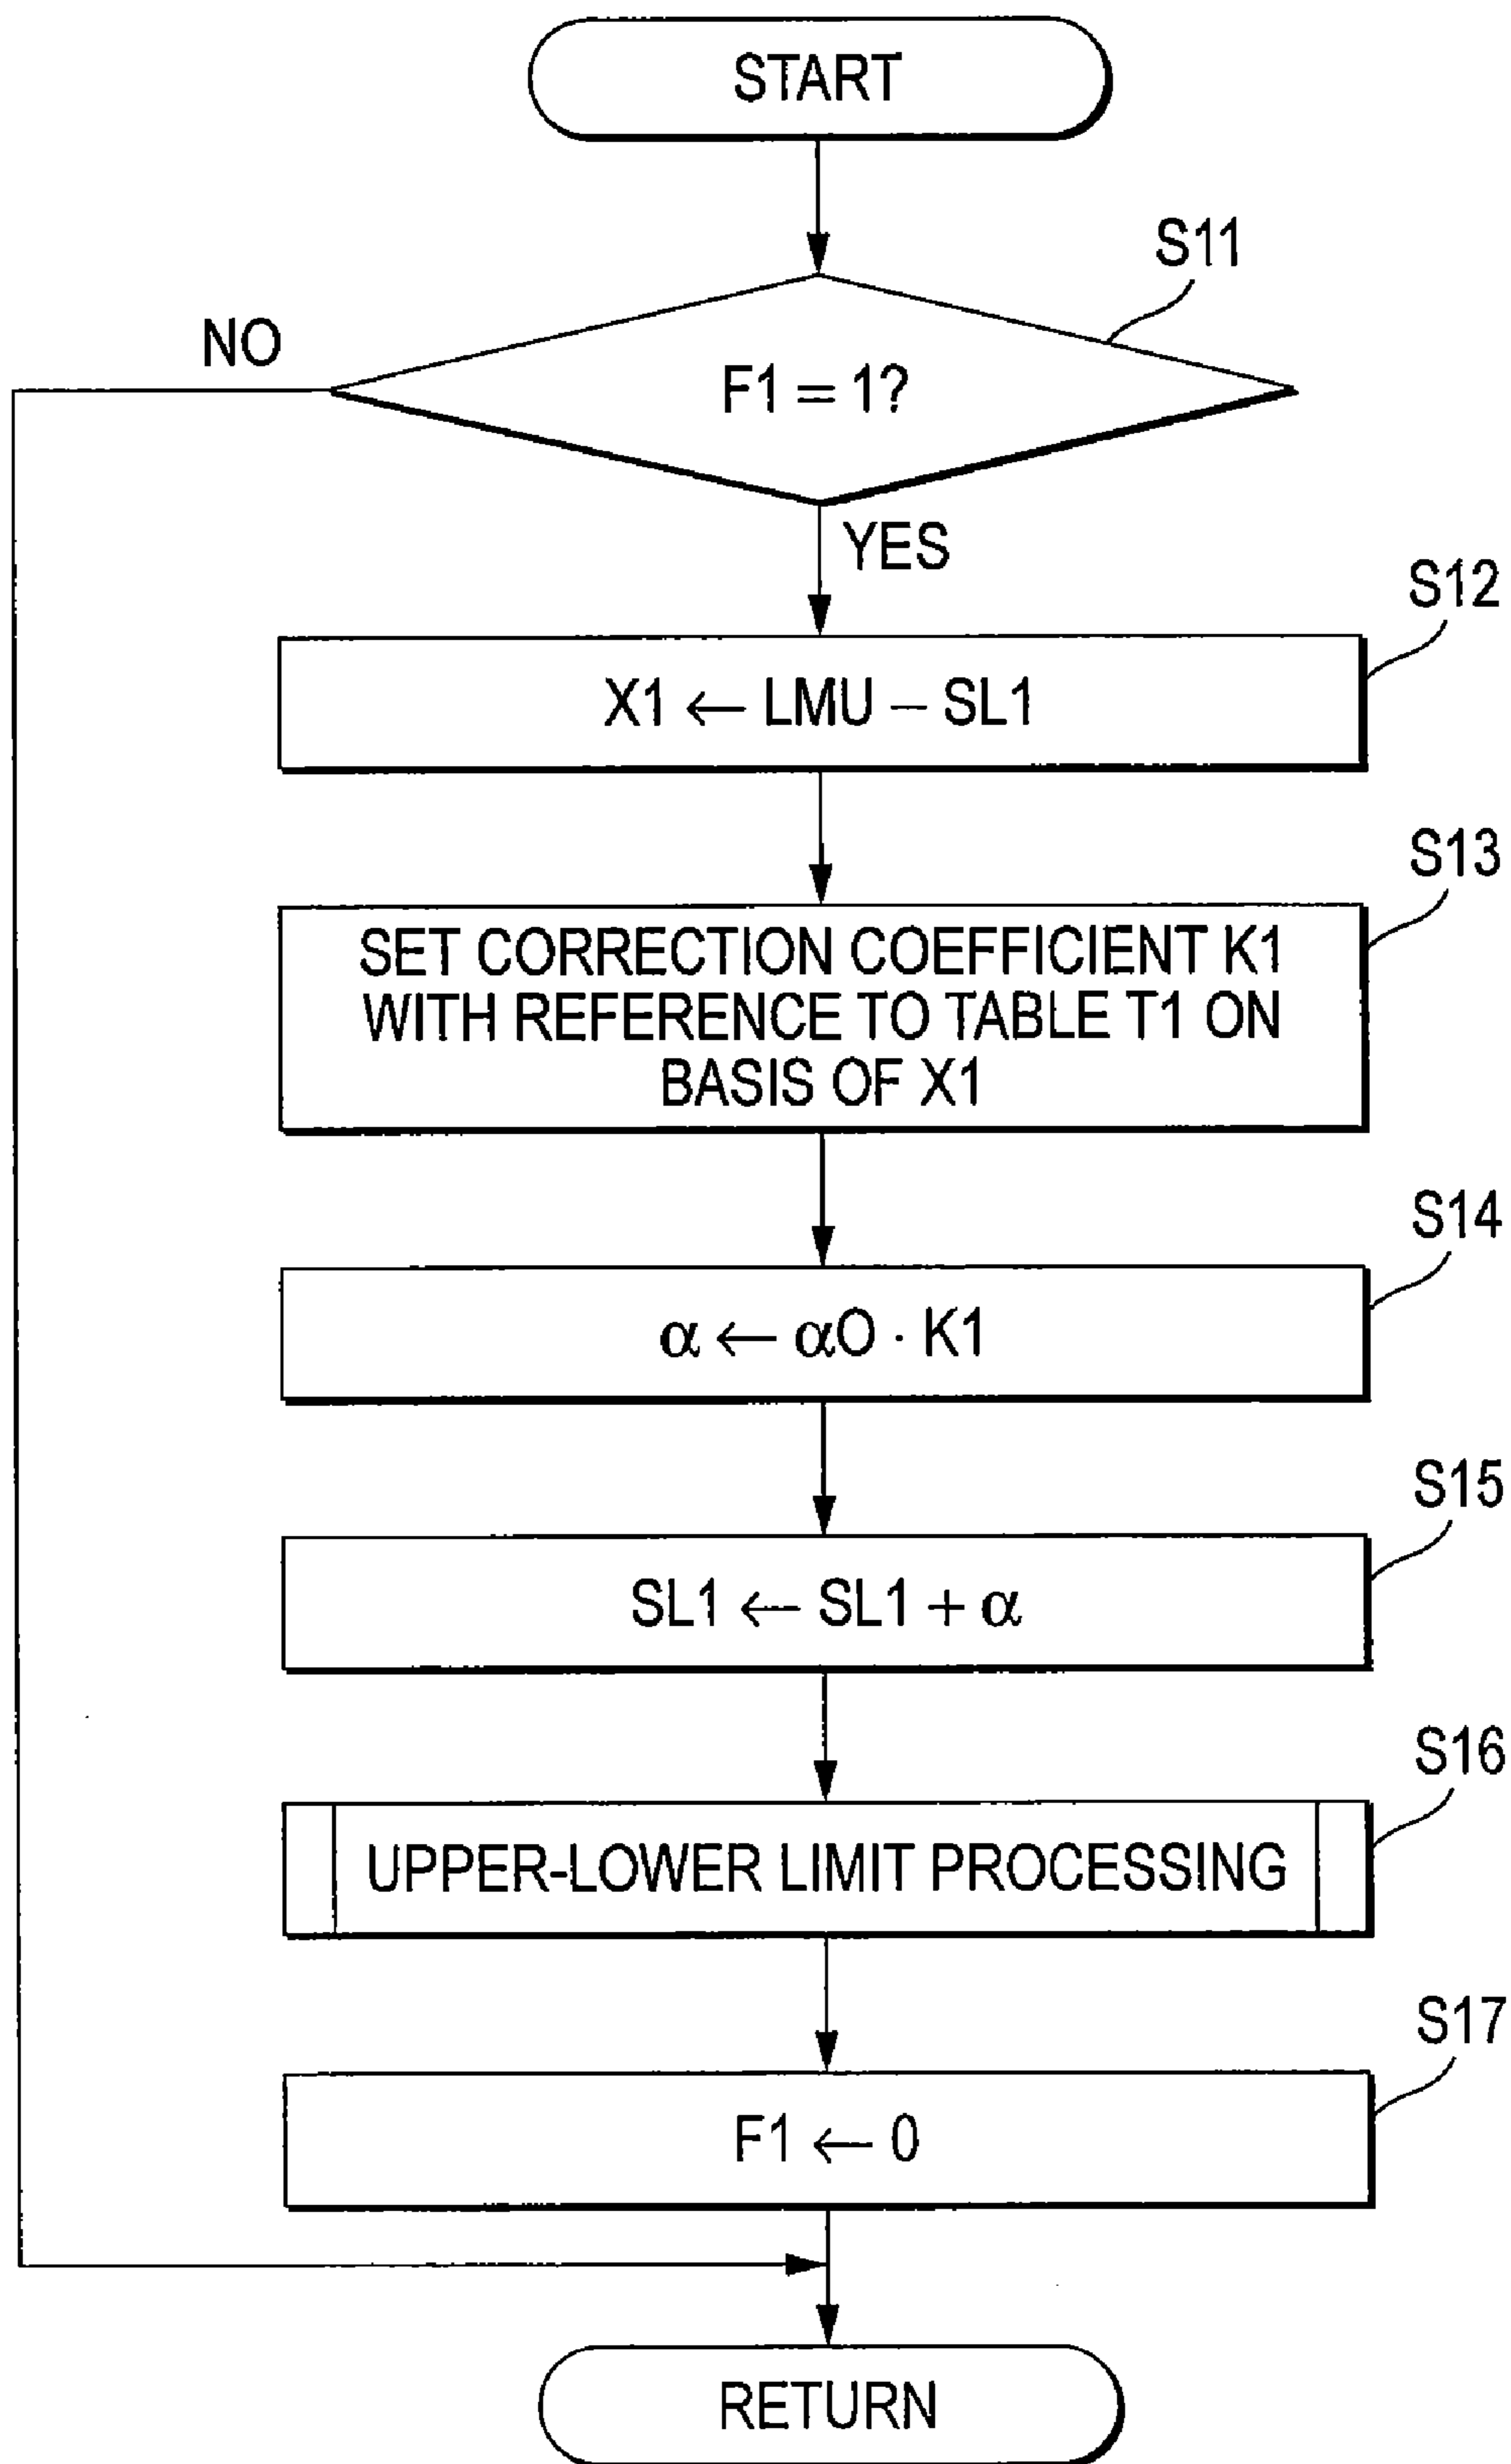 START
S11
NO
F1 = 1?
YES
S12
X1 ← LMU – SL1
S13
SET CORRECTION COEFFICIENT K1
WITH REFERENCE TO TABLE T1 ON
BASIS OF X1
S14
α ← αO · K1
S15
SL1 ← SL1 + α
S16
UPPER-LOWER LIMIT PROCESSING
S17
F1 ← 0
RETURN